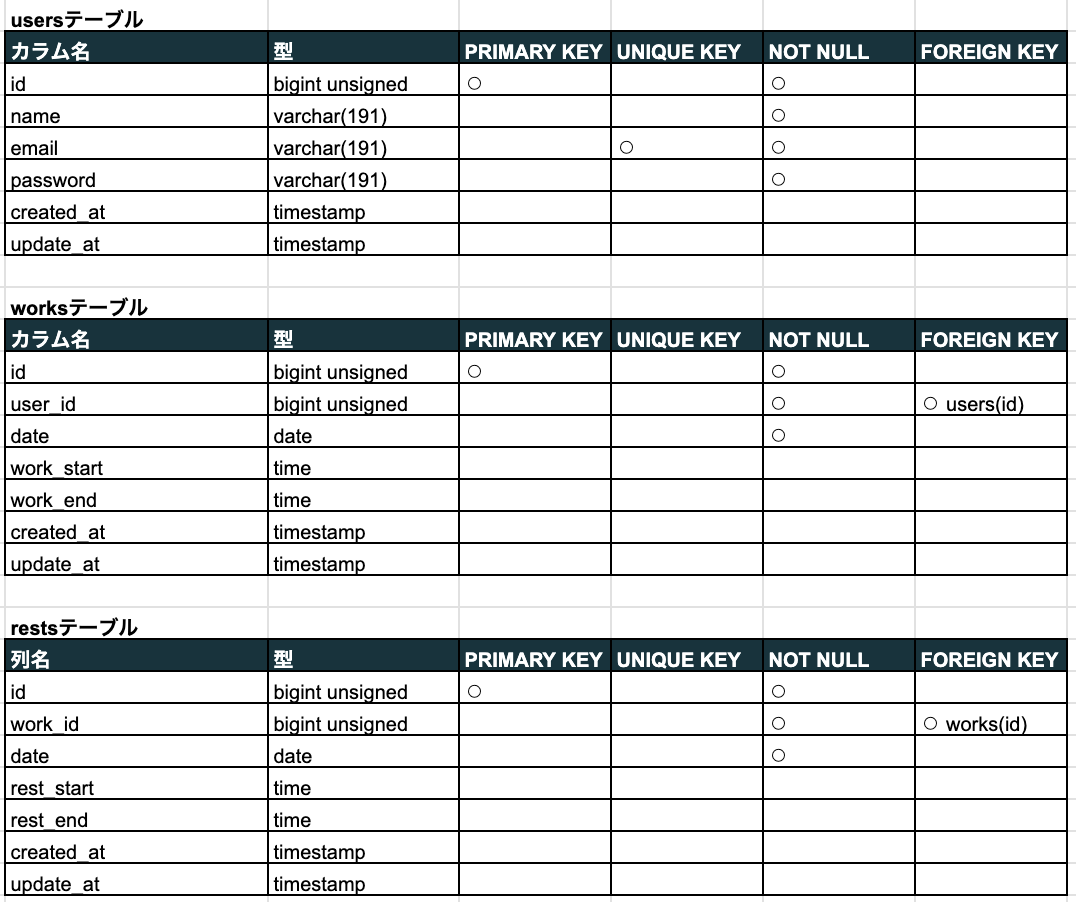 usersテーブル
カラム名 型 PRIMARY KEY UNIQUE KEY NOT NULL FOREIGN KEY
id bigint unsigned ○ ○
name varchar(191) ○
email varchar(191) ○ ○
password varchar(191) ○
created_at timestamp
update_at timestamp
worksテーブル
カラム名 型 PRIMARY KEY UNIQUE KEY NOT NULL FOREIGN KEY
id bigint unsigned ○ ○
user_id bigint unsigned ○ ○ users(id)
date date ○
work_start time
work_end time
created_at timestamp
update_at timestamp
restsテーブル
列名 型 PRIMARY KEY UNIQUE KEY NOT NULL FOREIGN KEY
id bigint unsigned ○ ○
work_id bigint unsigned ○ ○ works(id)
date date ○
rest_start time
rest_end time
created_at timestamp
update_at timestamp